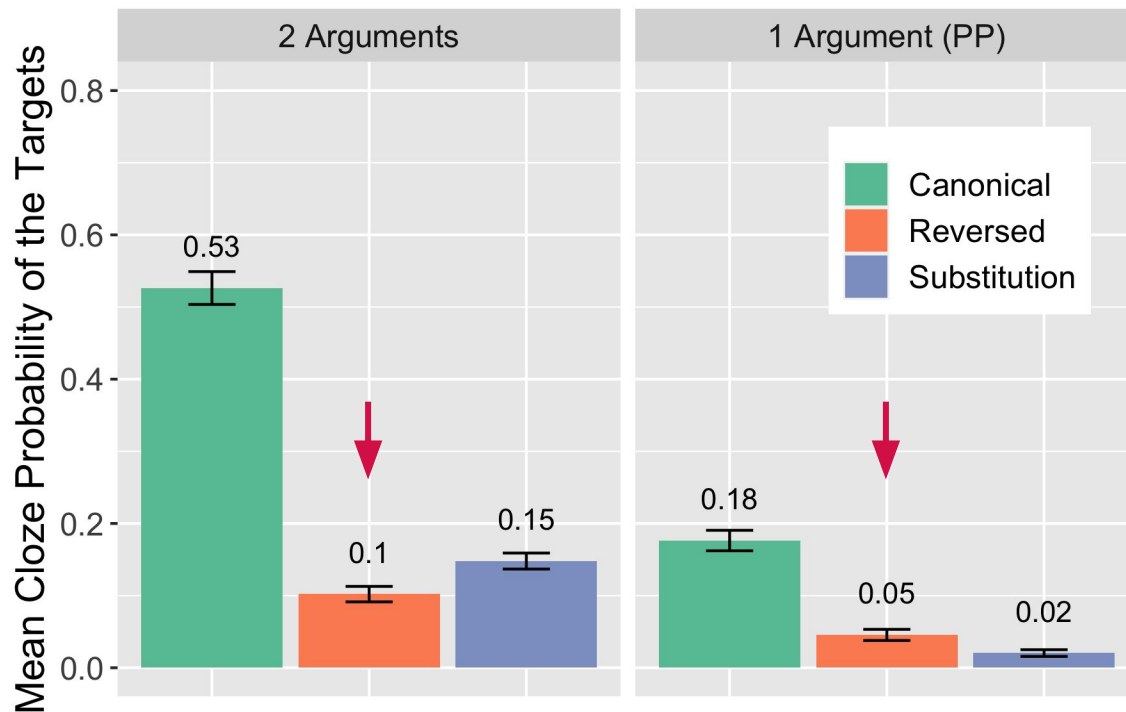 Mean Cloze Probability of the Targets
2 Arguments
1 Argument (PP)
0.8
0.6
0.4
0.2
0.0
0.53
0.1
0.15
0.18
0.05
0.02
Canonical
Reversed
Substitution